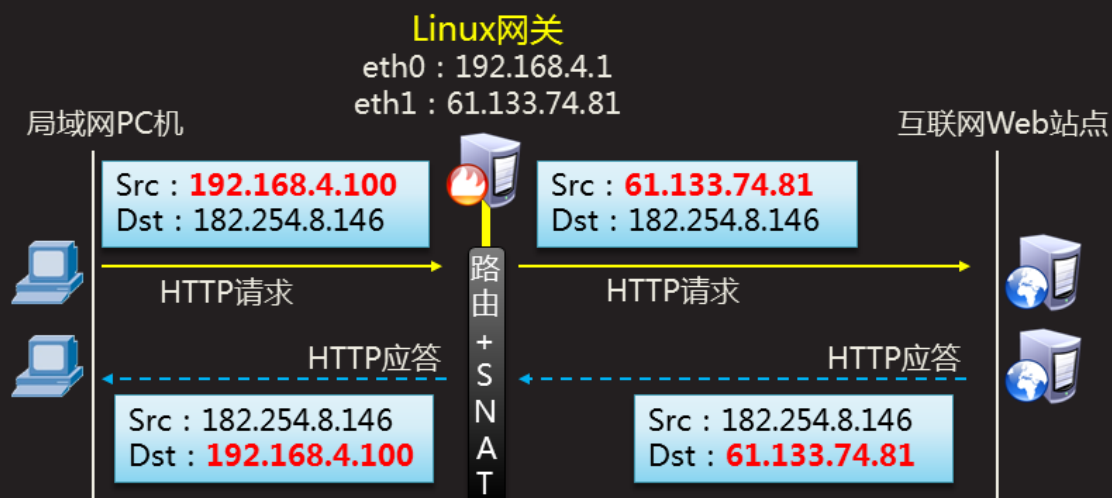 Linux网关
eth0：192.168.4.1
eth1：61.133.74.81
局域网PC机
互联网Web站点
Src：192.168.4.100
Dst：182.254.8.146
Src：61.133.74.81
Dst：182.254.8.146
HTTP请求
HTTP请求
路由+SNAT
HTTP应答
HTTP应答
Src：182.254.8.146
Dst：192.168.4.100
Src：182.254.8.146
Dst：61.133.74.81